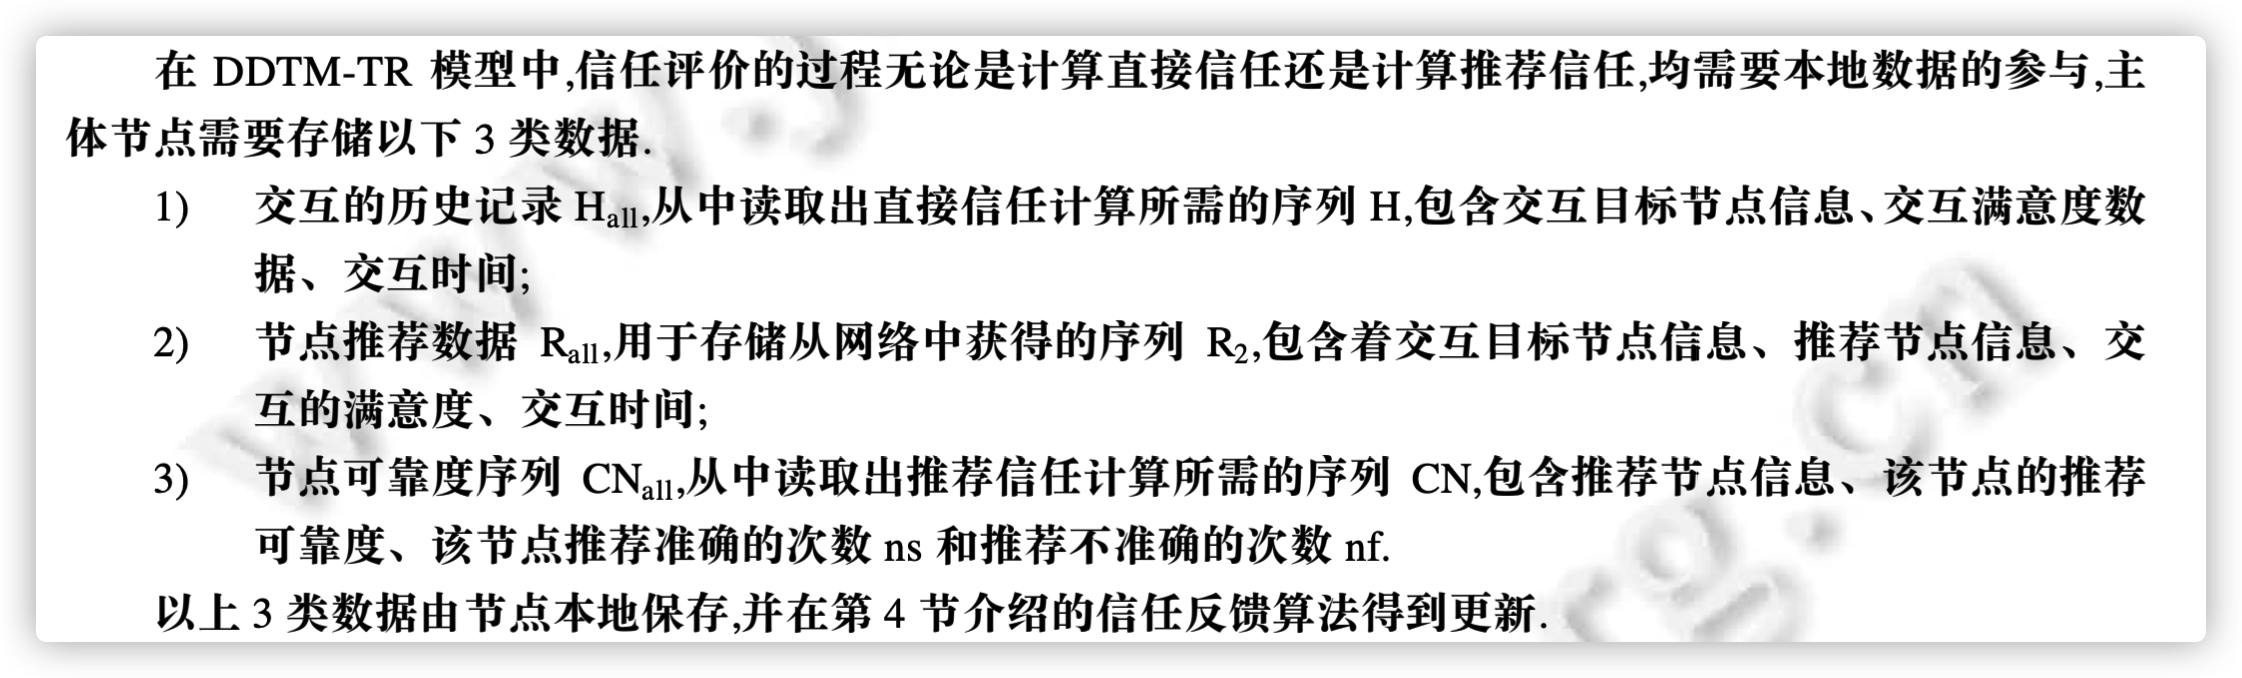 在 DDTM-TR 模型中,信任评价的过程无论是计算直接信任还是计算推荐信任,均需要本地数据的参与,主
体节点需要存储以下 3 类数据.
1) 交互的历史记录 Hall,从中读取出直接信任计算所需的序列 H,包含交互目标节点信息、交互满意度数
据、交互时间;
2) 节点推荐数据 Rall,用于存储从网络中获得的序列 R2,包含着交互目标节点信息、推荐节点信息、交
互的满意度、交互时间;
3) 节点可靠度序列 CNall,从中读取出推荐信任计算所需的序列 CN,包含推荐节点信息、该节点的推荐
可靠度、该节点推荐准确的次数 ns 和推荐不准确的次数 nf.
以上 3 类数据由节点本地保存,并在第 4 节介绍的信任反馈算法得到更新.